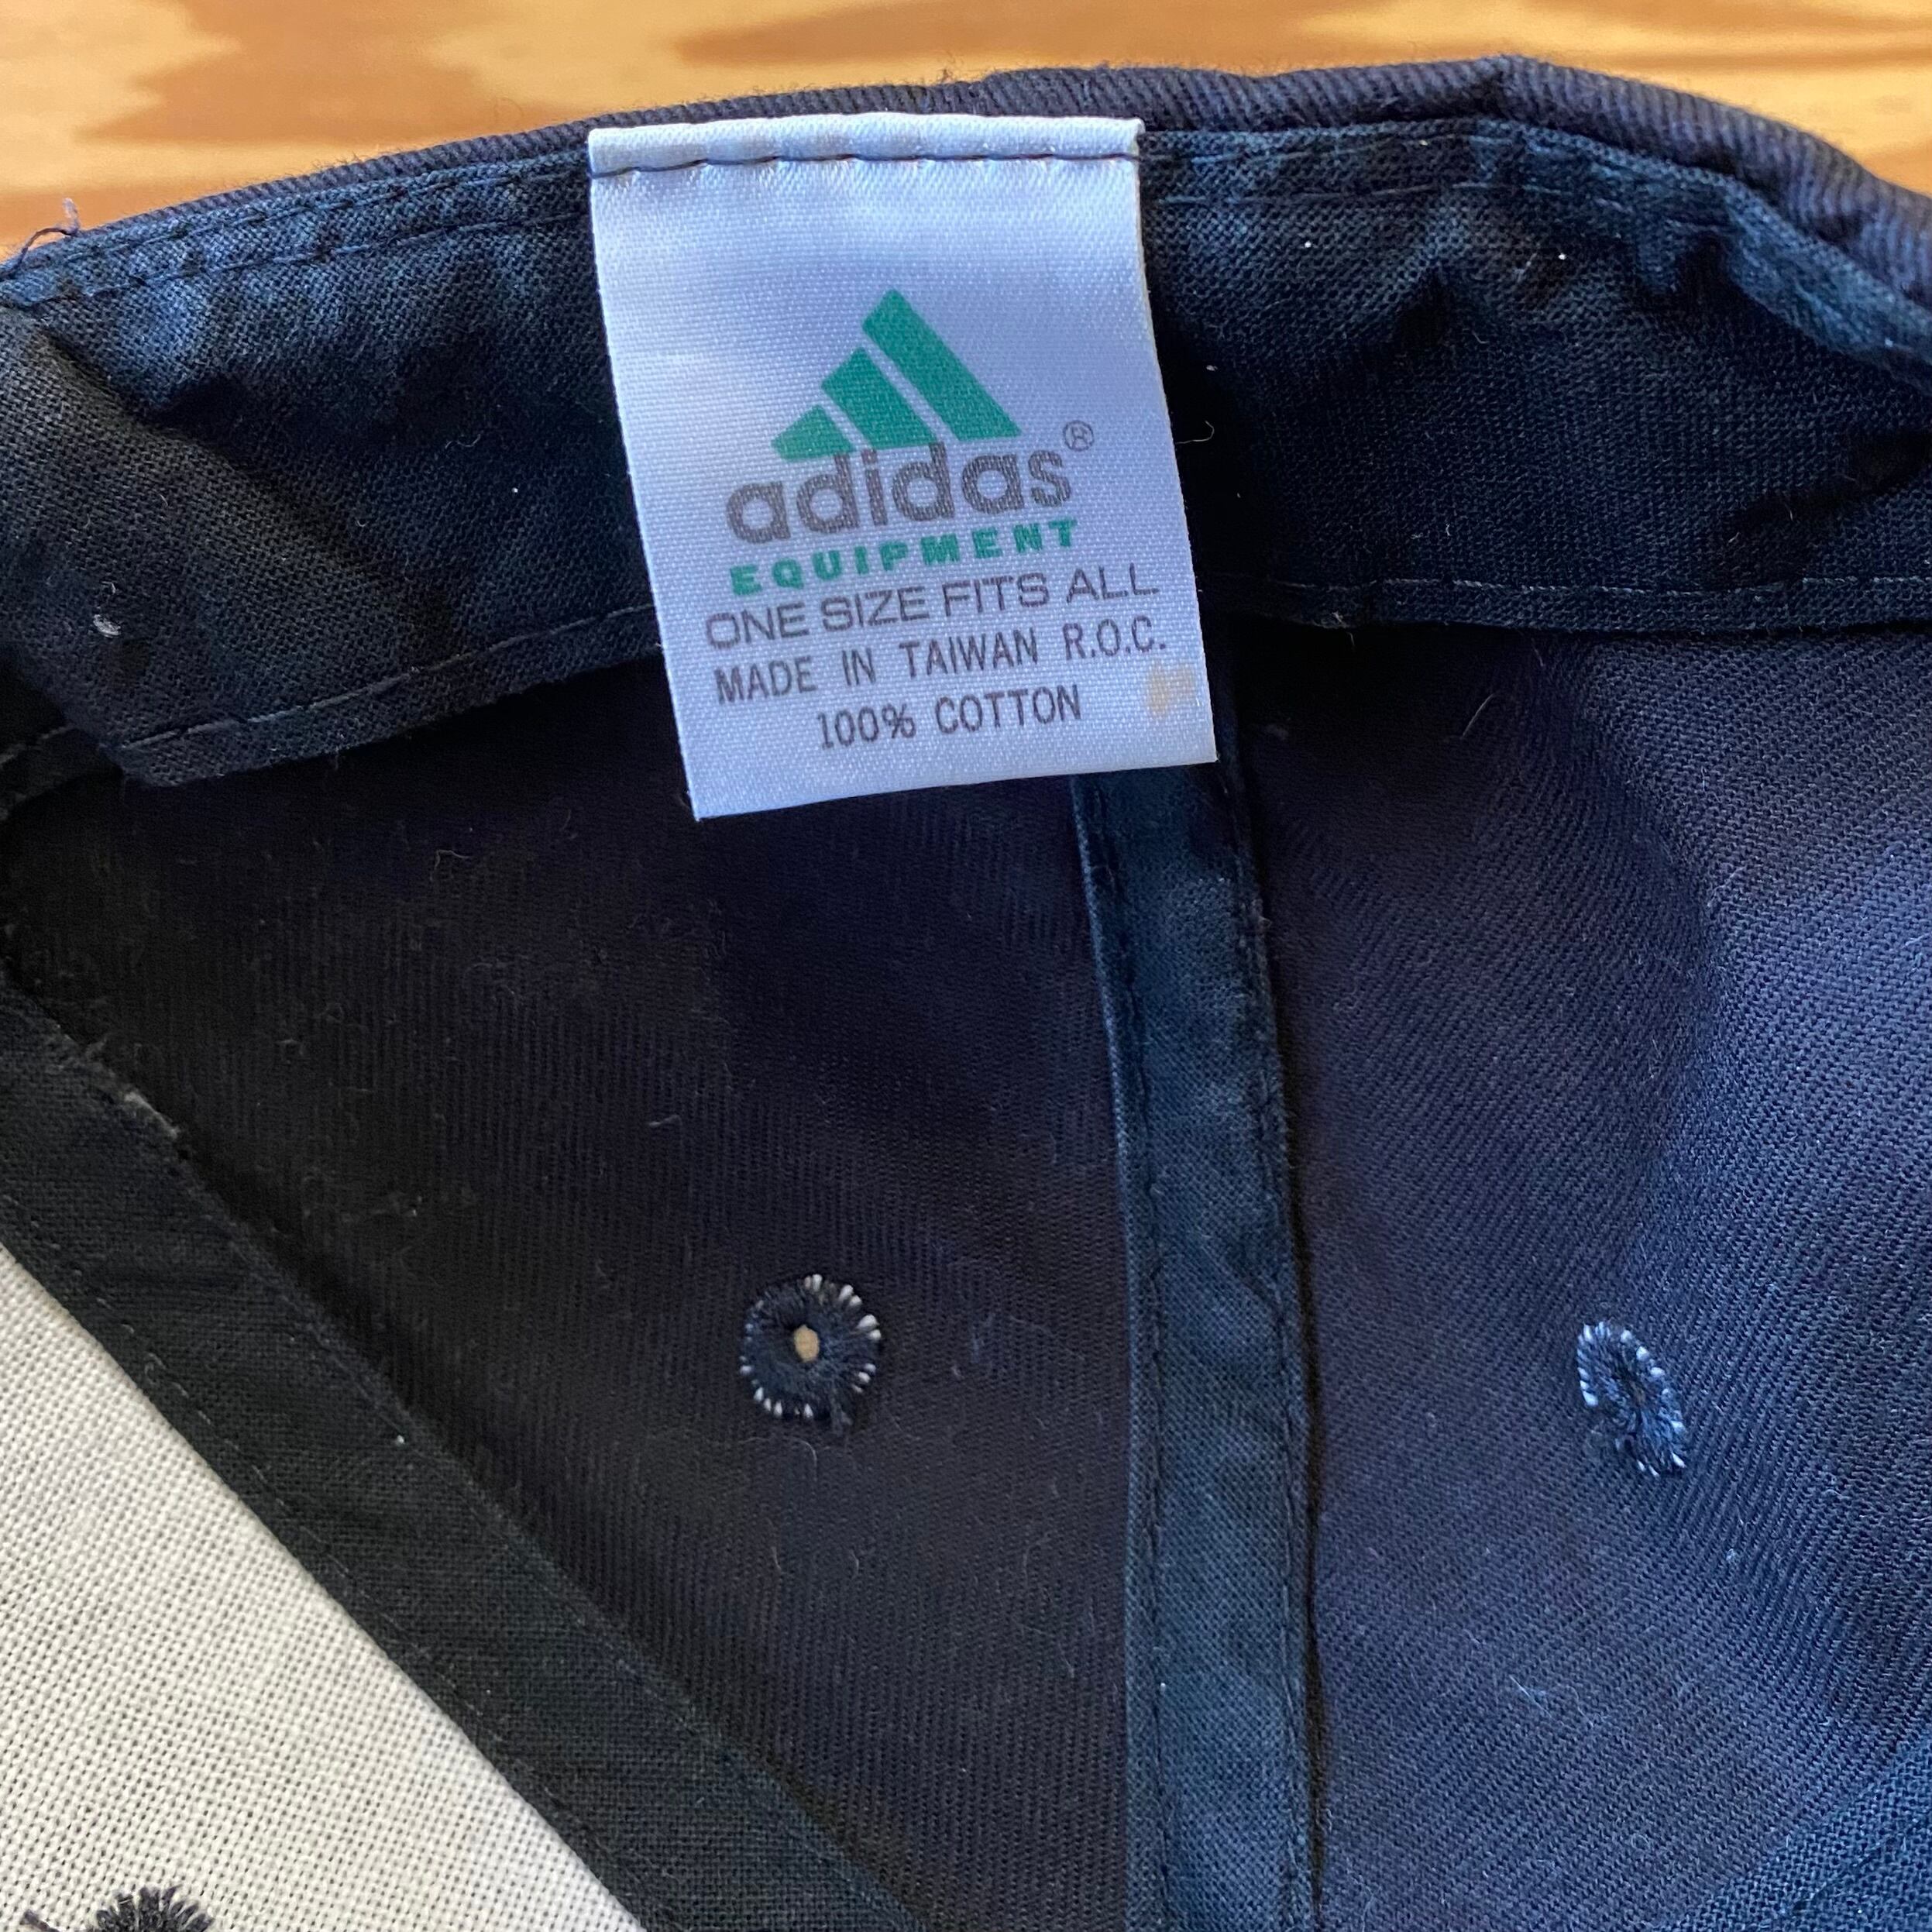 adidas®
EQUIPMENT
ONE SIZE FITS ALL
MADE IN TAIWAN R.O.C.
100% COTTON